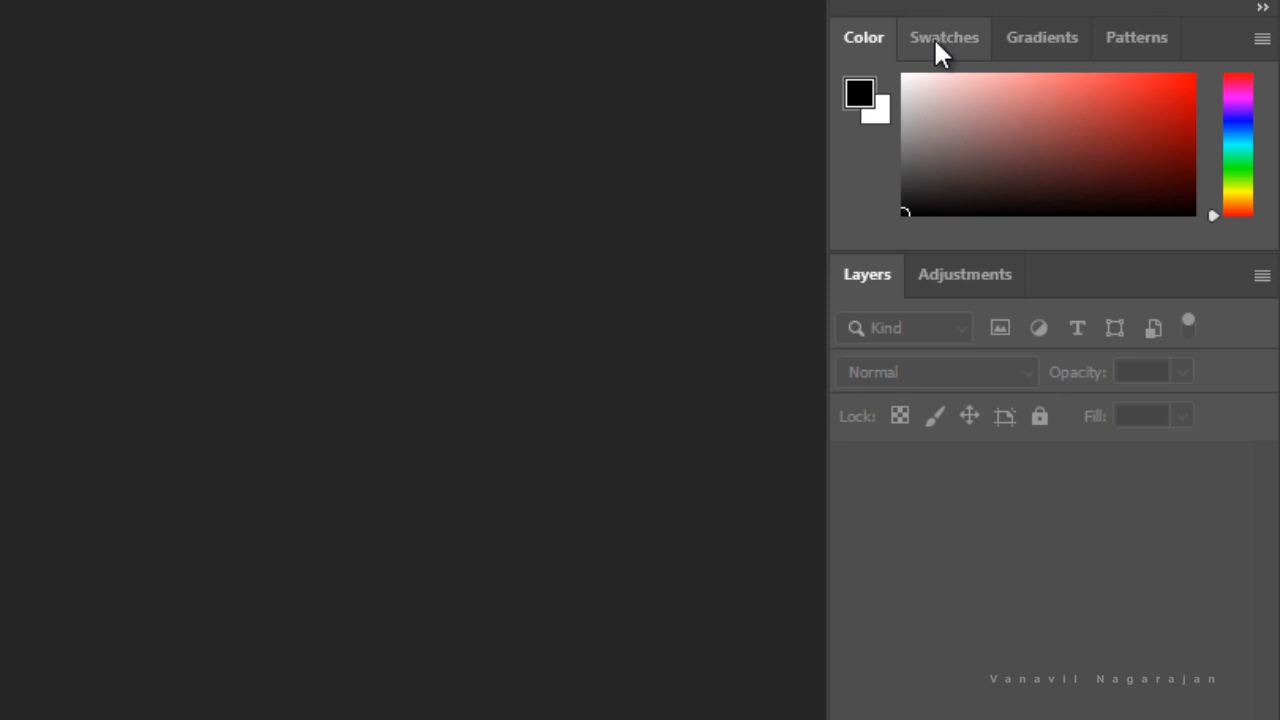 Color Swatches Gradients Patterns
Layers Adjustments
Kind
Normal Opacity:
Lock: Fill:
Vanavil Nagarajan